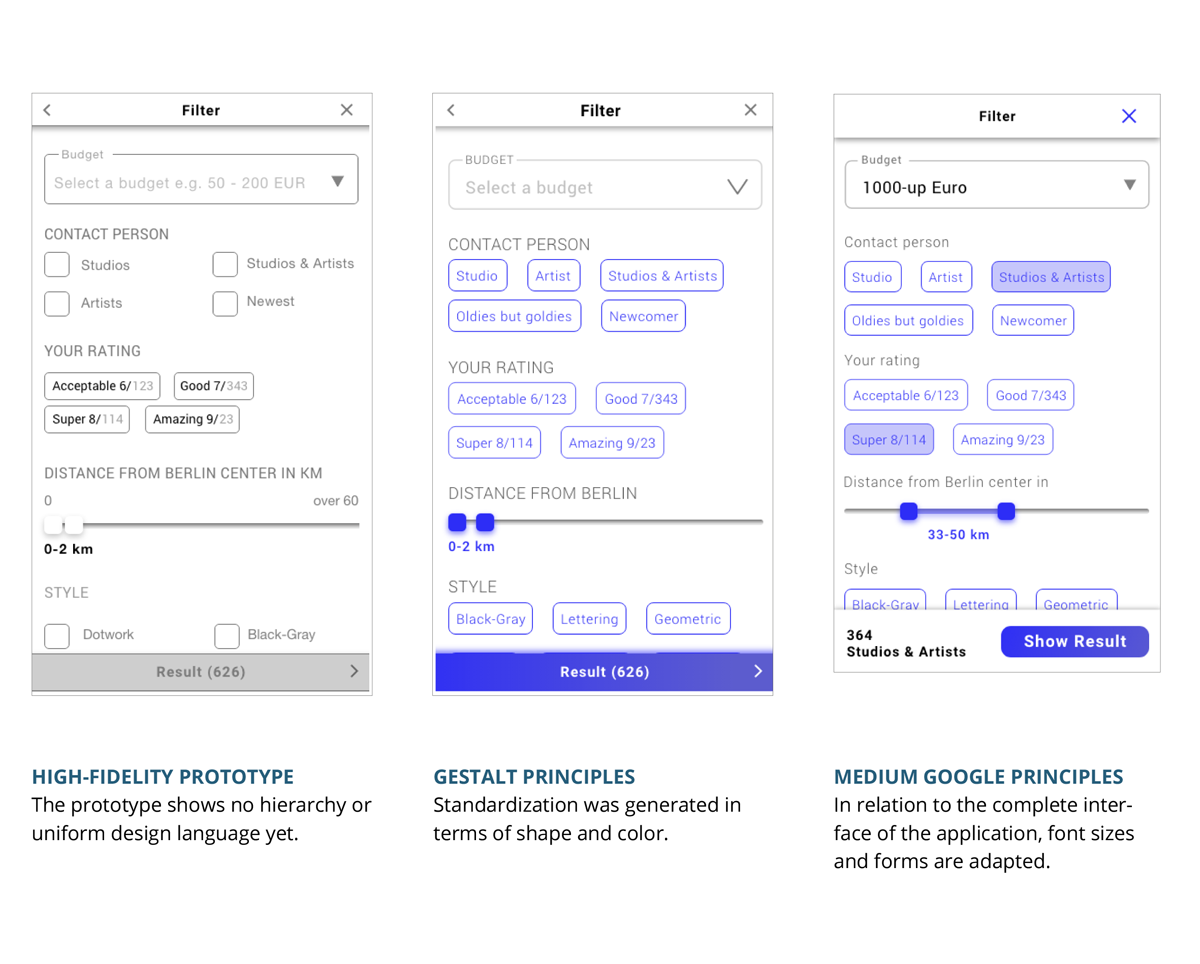 Filter
Budget
Select a budget e.g. 50 - 200 EUR
CONTACT PERSON
Studios
Studios & Artists
Artists
Newest
YOUR RATING
Acceptable 6/123
Good 7/343
Super 8/114
Amazing 9/23
DISTANCE FROM BERLIN CENTER IN KM
0
over 60
0-2 km
STYLE
Dotwork
Black-Gray
Result (626)
HIGH-FIDELITY PROTOTYPE
The prototype shows no hierarchy or
uniform design language yet.
Filter
BUDGET
Select a budget
CONTACT PERSON
Studio
Artist
Studios & Artists
Oldies but goldies
Newcomer
YOUR RATING
Acceptable 6/123
Good 7/343
Super 8/114
Amazing 9/23
DISTANCE FROM BERLIN
0-2 km
STYLE
Black-Gray
Lettering
Geometric
Result (626)
GESTALT PRINCIPLES
Standardization was generated in
terms of shape and color.
Filter
Budget
1000-up Euro
Contact person
Studio
Artist
Studios & Artists
Oldies but goldies
Newcomer
Your rating
Acceptable 6/123
Good 7/343
Super 8/114
Amazing 9/23
Distance from Berlin center in
33-50 km
Style
Black-Gray
Lettering
Geometric
364
Studios & Artists
Show Result
MEDIUM GOOGLE PRINCIPLES
In relation to the complete inter-
face of the application, font sizes
and forms are adapted.